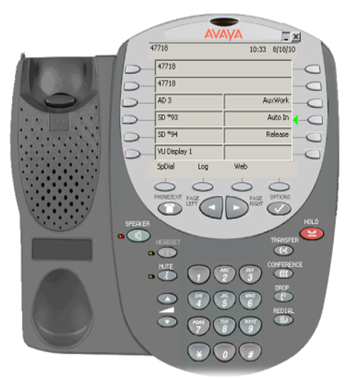 AVAYA
47718 10:33 8/18/10
47718
47718
AD 3 AuxWork
SD *93 Auto In
SD *94 Release
VU Display 1
SpDial Log Web
PHONE/EXIT PAGE LEFT PAGE RIGHT OPTIONS
SPEAKER
HOLD
HEADSET
TRANSFER
MUTE
CONFERENCE
DROP
REDIAL
1 ABC 2 DEF 3
4 5 6
7 8 9
* 0 #